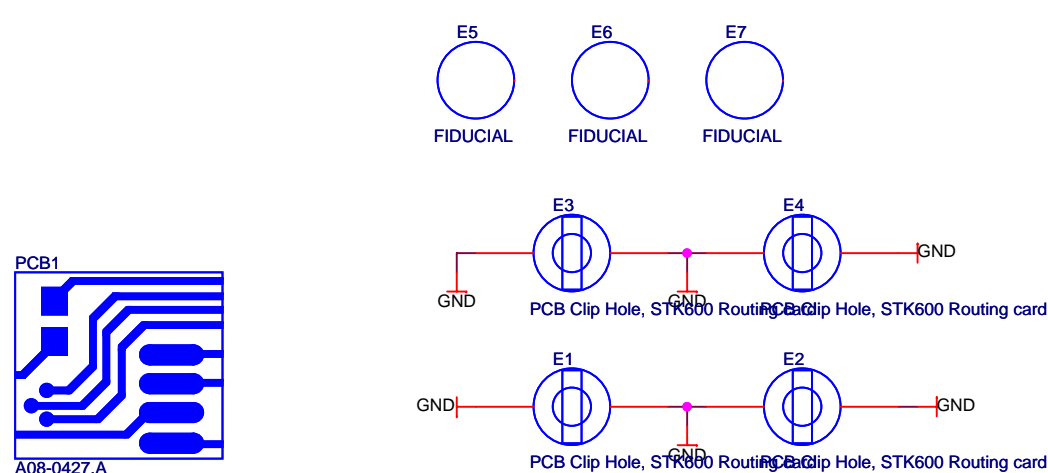 E5 E6 E7
FIDUCIAL FIDUCIAL FIDUCIAL
E3 E4
GND
PCB1
GND GND
PCB Clip Hole, STK600 Routing card PCB Clip Hole, STK600 Routing card
E1 E2
GND GND
GND
PCB Clip Hole, STK600 Routing card PCB Clip Hole, STK600 Routing card
A08-0427.A